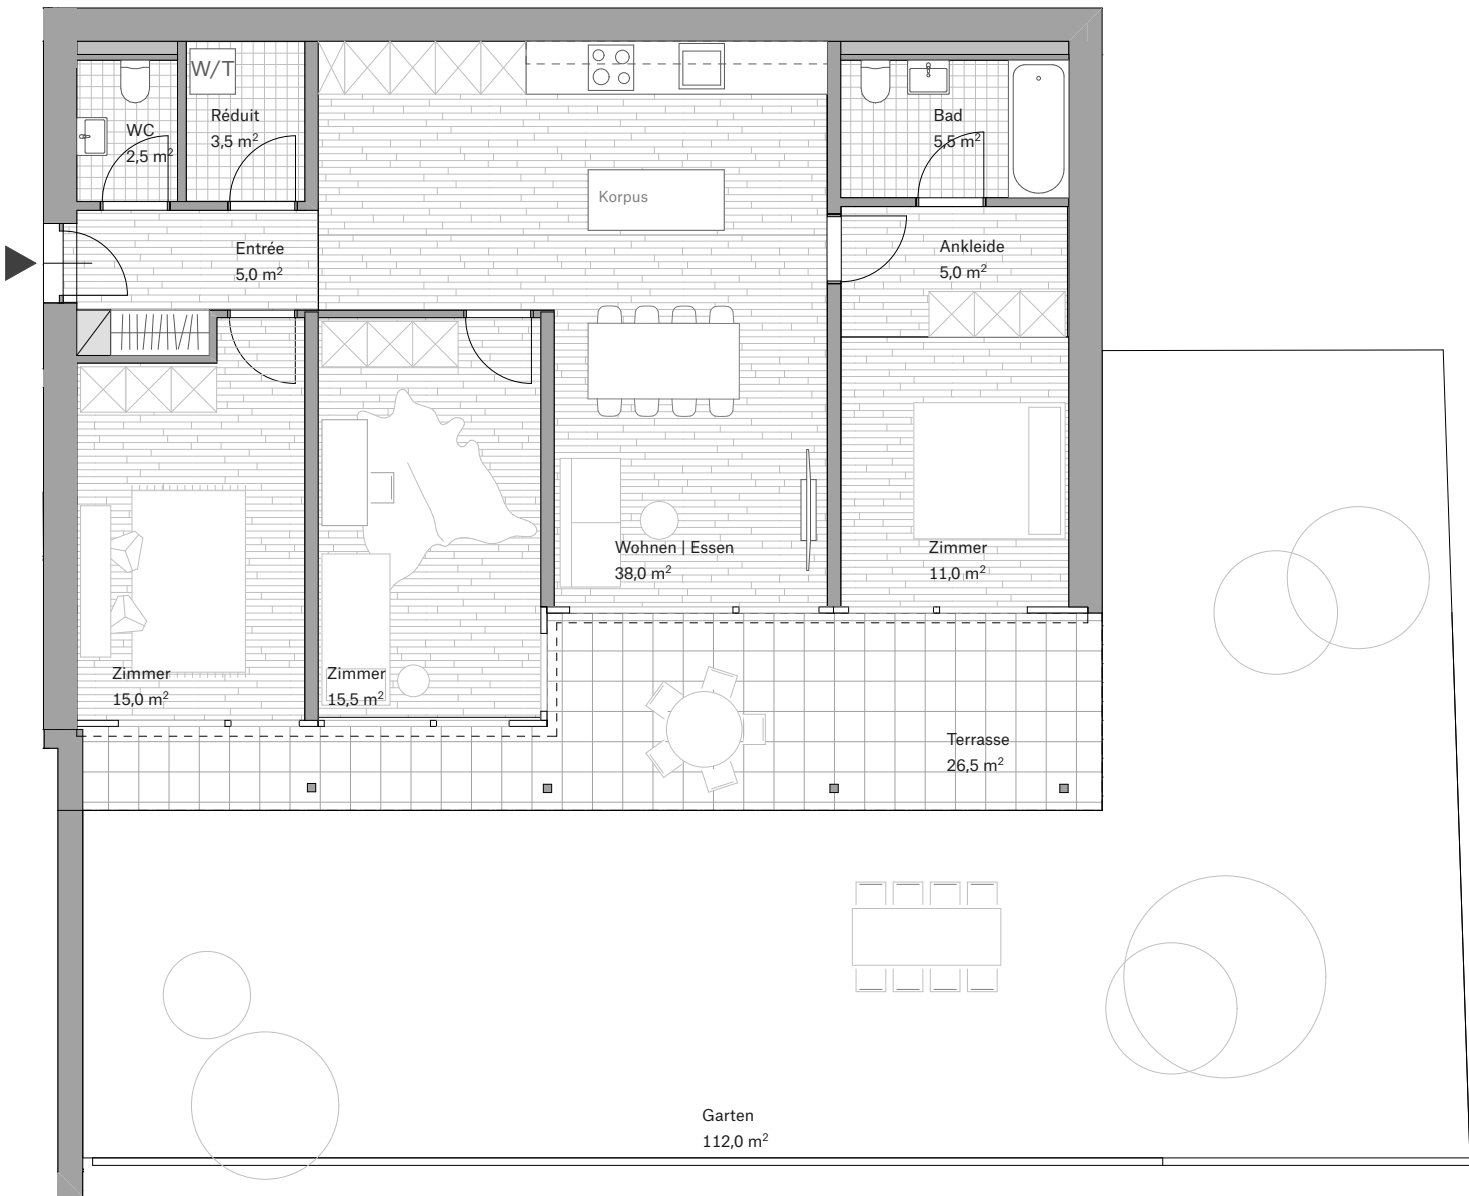 W/T
WC
2,5 m²
Réduit
3,5 m²
Bad
5,5 m²
Korpus
Entrée
5,0 m²
Ankleide
5,0 m²
Wohnen | Essen
38,0 m²
Zimmer
11,0 m²
Zimmer
15,0 m²
Zimmer
15,5 m²
Terrasse
26,5 m²
Garten
112,0 m²